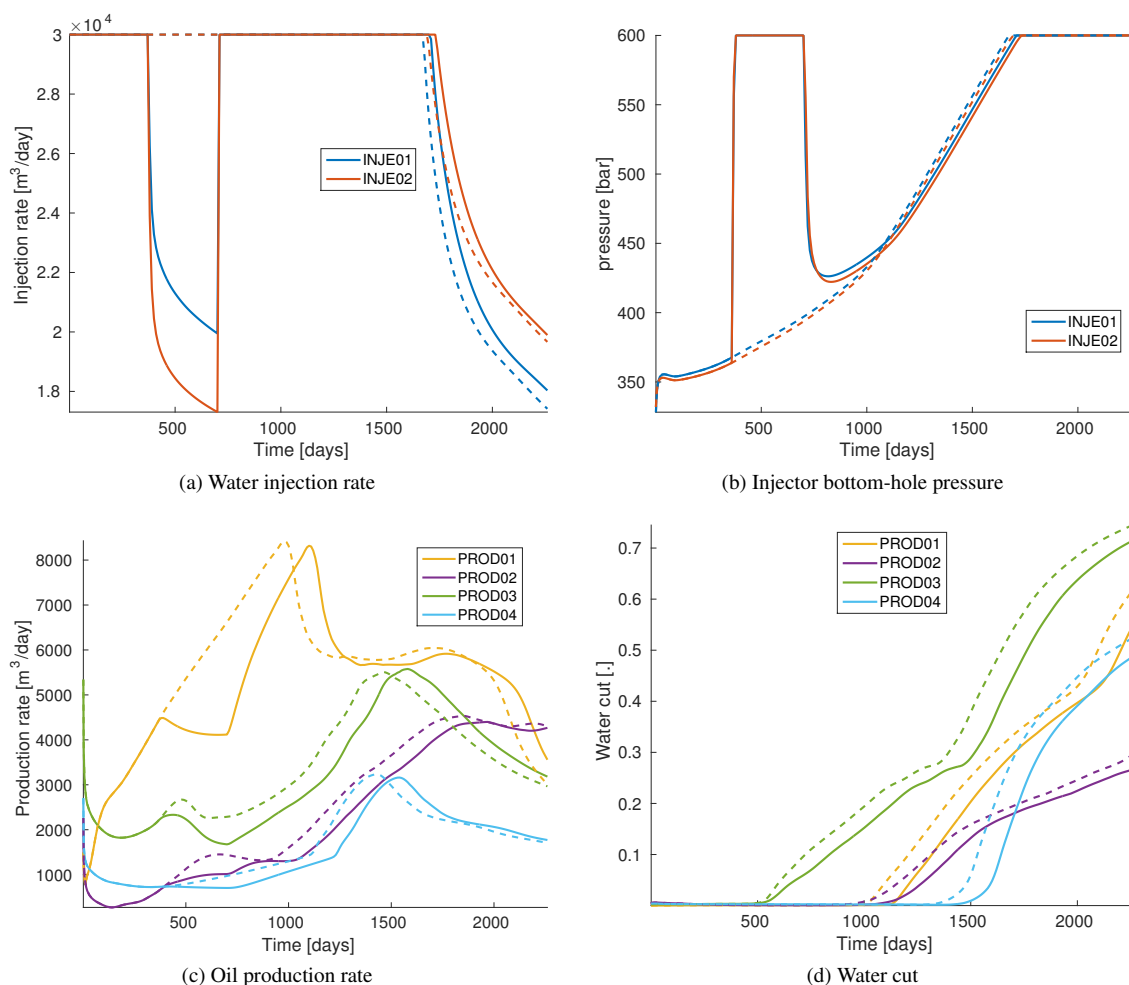 ×10⁴
3
2.8
2.6
2.4
2.2
2
1.8
500
1000
1500
2000
Injection rate [m³/day]
Time [days]
INJE01
INJE02
(a) Water injection rate
600
550
500
450
400
350
500
1000
1500
2000
pressure [bar]
Time [days]
INJE01
INJE02
(b) Injector bottom-hole pressure
8000
7000
6000
5000
4000
3000
2000
1000
500
1000
1500
2000
Production rate [m³/day]
Time [days]
PROD01
PROD02
PROD03
PROD04
(c) Oil production rate
0.7
0.6
0.5
0.4
0.3
0.2
0.1
500
1000
1500
2000
Water cut [.]
Time [days]
PROD01
PROD02
PROD03
PROD04
(d) Water cut